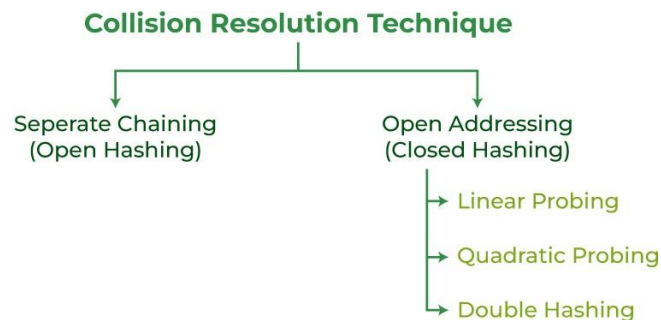 Collision Resolution Technique
Seperate Chaining
(Open Hashing)
Open Addressing
(Closed Hashing)
Linear Probing
Quadratic Probing
Double Hashing